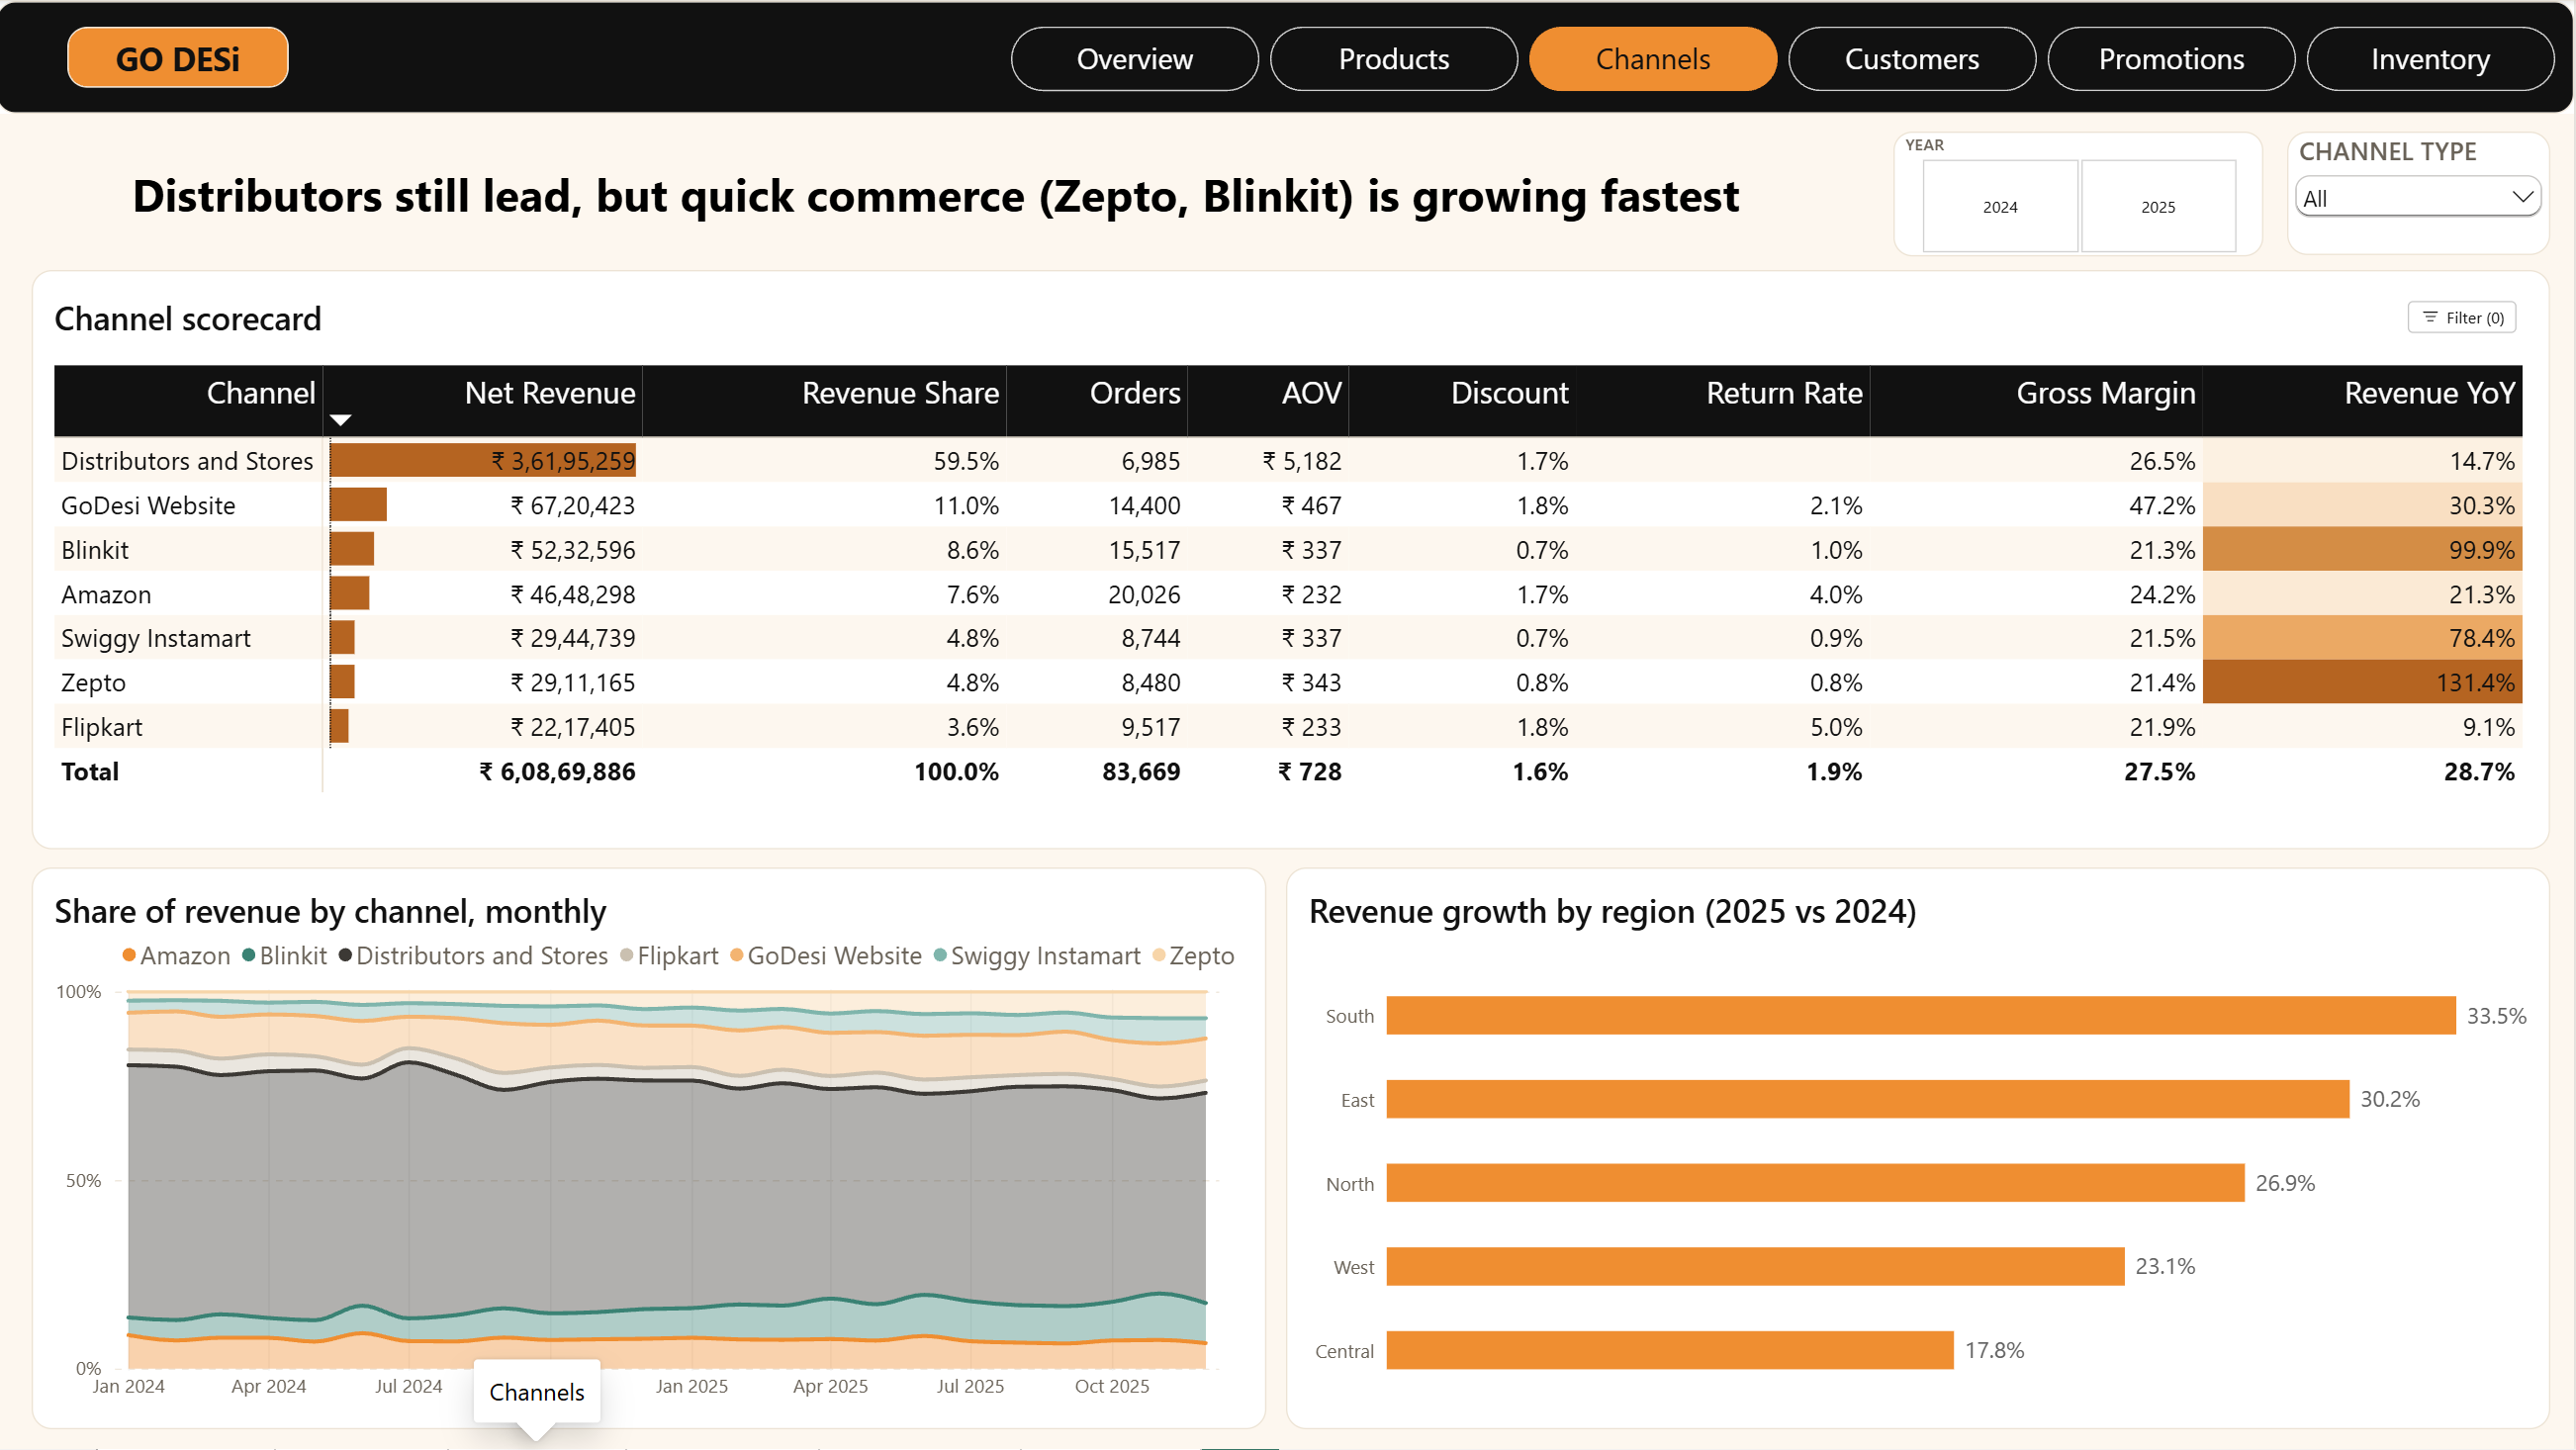 GO DESi
Overview Products Channels Customers Promotions Inventory
Distributors still lead, but quick commerce (Zepto, Blinkit) is growing fastest
YEAR
2024 2025
CHANNEL TYPE
All
Channel scorecard
Filter (0)
Channel Net Revenue Revenue Share Orders AOV Discount Return Rate Gross Margin Revenue YoY
Distributors and Stores ₹ 3,61,95,259 59.5% 6,985 ₹ 5,182 1.7% 26.5% 14.7%
GoDesi Website ₹ 67,20,423 11.0% 14,400 ₹ 467 1.8% 2.1% 47.2% 30.3%
Blinkit ₹ 52,32,596 8.6% 15,517 ₹ 337 0.7% 1.0% 21.3% 99.9%
Amazon ₹ 46,48,298 7.6% 20,026 ₹ 232 1.7% 4.0% 24.2% 21.3%
Swiggy Instamart ₹ 29,44,739 4.8% 8,744 ₹ 337 0.7% 0.9% 21.5% 78.4%
Zepto ₹ 29,11,165 4.8% 8,480 ₹ 343 0.8% 0.8% 21.4% 131.4%
Flipkart ₹ 22,17,405 3.6% 9,517 ₹ 233 1.8% 5.0% 21.9% 9.1%
Total ₹ 6,08,69,886 100.0% 83,669 ₹ 728 1.6% 1.9% 27.5% 28.7%
Share of revenue by channel, monthly
Amazon Blinkit Distributors and Stores Flipkart GoDesi Website Swiggy Instamart Zepto
100%
50%
0%
Jan 2024 Apr 2024 Jul 2024 Jan 2025 Apr 2025 Jul 2025 Oct 2025
Channels
Revenue growth by region (2025 vs 2024)
South 33.5%
East 30.2%
North 26.9%
West 23.1%
Central 17.8%